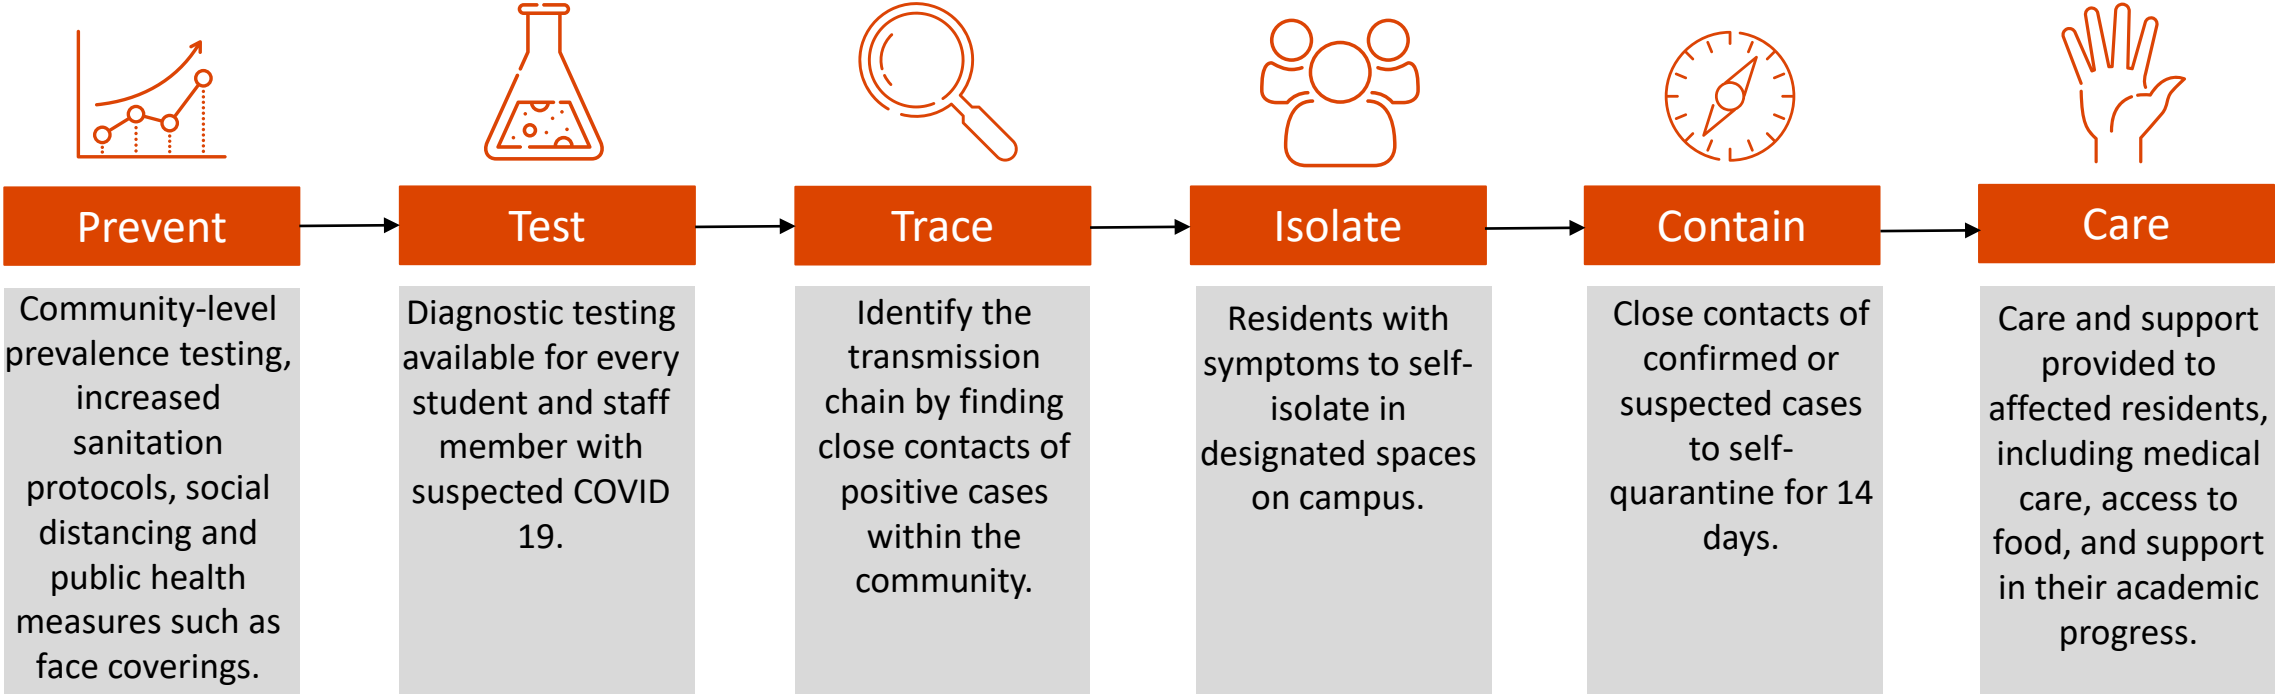 Prevent
Test
Trace
Isolate
Contain
Care
Community-level
prevalence testing,
increased
sanitation
protocols, social
distancing and
public health
measures such as
face coverings.
Diagnostic testing
available for every
student and staff
member with
suspected COVID
19.
Identify the
transmission
chain by finding
close contacts of
positive cases
within the
community.
Residents with
symptoms to self-
isolate in
designated spaces
on campus.
Close contacts of
confirmed or
suspected cases
to self-
quarantine for 14
days.
Care and support
provided to
affected residents,
including medical
care, access to
food, and support
in their academic
progress.